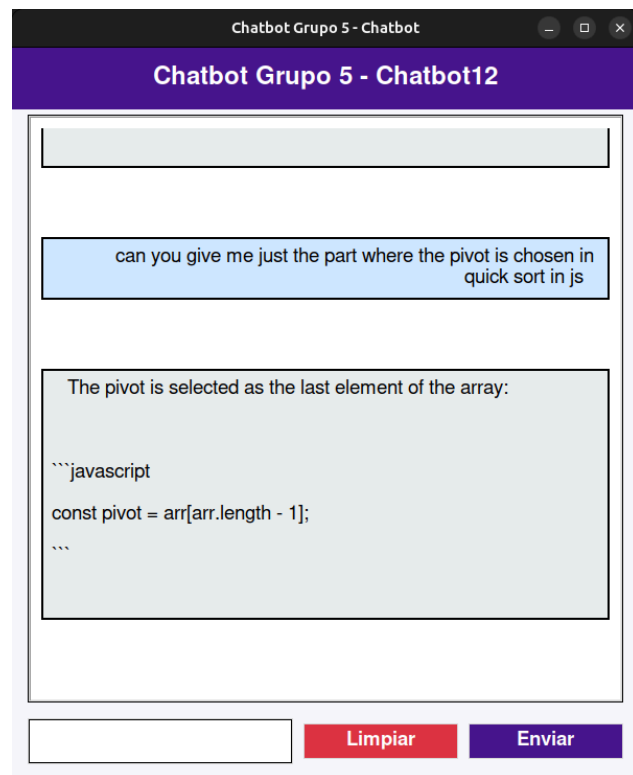 Chatbot Grupo 5 - Chatbot
Chatbot Grupo 5 - Chatbot12
can you give me just the part where the pivot is chosen in
quick sort in js
The pivot is selected as the last element of the array:
```javascript
const pivot = arr[arr.length - 1];
```
Limpiar
Enviar